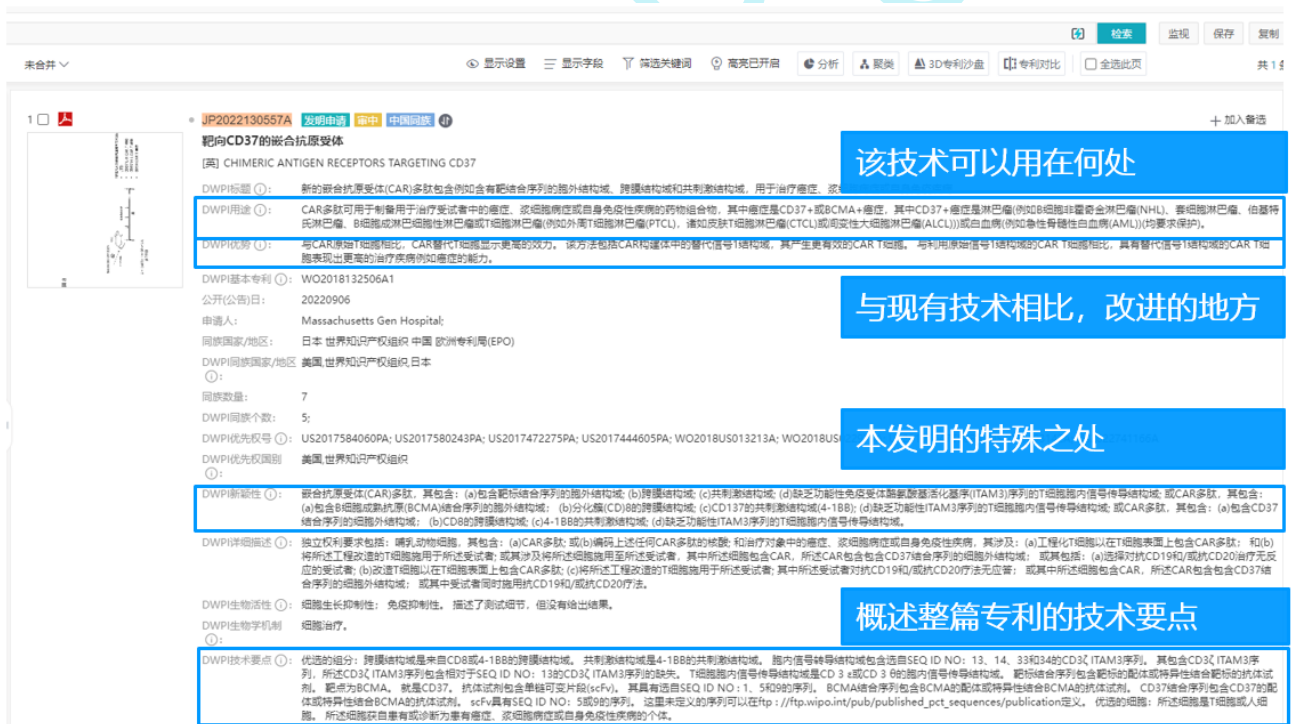 检索 监视 保存 复制
未合并 显示设置 显示字段 筛选关键词 高亮已开启 分析 聚类 3D专利沙盘 专利对比 全选此页 共 1
1 JP2022130557A 发明申请 审中 中国同族 加入备选
靶向CD37的嵌合抗原受体
[英] CHIMERIC ANTIGEN RECEPTORS TARGETING CD37
该技术可以用在何处
DWPI标题 : 新的嵌合抗原受体(CAR)多肽包含例如含有靶结合序列的胞外结构域、跨膜结构域和共刺激结构域，用于治疗癌症、浆
DWPI用途 : CAR多肽可用于制备用于治疗受试者中的癌症、浆细胞病症或自身免疫性疾病的药物组合物，其中癌症是CD37+或BCMA+癌症，其中CD37+癌症是淋巴瘤(例如B细胞非霍奇金淋巴瘤(NHL)、套细胞淋巴瘤、伯基特
氏淋巴瘤、B细胞成淋巴细胞性淋巴瘤或T细胞淋巴瘤(例如外周T细胞淋巴瘤(PTCL)，诸如皮肤T细胞淋巴瘤(CTCL)或间变性大细胞淋巴瘤(ALCL)))或白血病(例如急性骨髓性白血病(AML))(均要求保护)。
DWPI优势 : 与CAR原始T细胞相比，CAR替代T细胞显示更高的效力。 该方法包括CAR构建体中的替代信号1结构域，其产生更有效的CAR T细胞。 与利用原始信号1结构域的CAR T细胞相比，具有替代信号1结构域的CAR T细
胞表现出更高的治疗疾病例如癌症的能力。
DWPI基本专利 : WO2018132506A1
与现有技术相比，改进的地方
公开(公告)日: 20220906
申请人: Massachusetts Gen Hospital;
同族国家/地区: 日本 世界知识产权组织 中国 欧洲专利局(EPO)
DWPI同族国家/地区 美国,世界知识产权组织,日本
:
同族数量: 7
DWPI同族个数: 5;
本发明的特殊之处
DWPI优先权号 : US2017584060PA; US2017580243PA; US2017472275PA; US2017444605PA; WO2018US013213A;
DWPI优先权国别 美国,世界知识产权组织
:
DWPI新颖性 : 嵌合抗原受体(CAR)多肽，其包含：(a)包含靶标结合序列的胞外结构域; (b)跨膜结构域; (c)共刺激结构域; (d)缺乏功能性免疫受体酪氨酸基活化基序(ITAM3)序列的T细胞胞内信号传导结构域; 或CAR多肽，其包含：
(a)包含B细胞成熟抗原(BCMA)结合序列的胞外结构域； (b)分化簇(CD)8的跨膜结构域; (c)CD137的共刺激结构域(4-1BB); (d)缺乏功能性ITAM3序列的T细胞胞内信号传导结构域; 或CAR多肽，其包含：(a)包含CD37
结合序列的细胞外结构域； (b)CD8的跨膜结构域; (c)4-1BB的共刺激结构域; (d)缺乏功能性ITAM3序列的T细胞胞内信号传导结构域。
DWPI详细描述 : 独立权利要求包括：哺乳动物细胞，其包含：(a)CAR多肽; 或(b)编码上述任何CAR多肽的核酸; 和治疗对象中的癌症、浆细胞病症或自身免疫性疾病，其涉及：(a)工程化T细胞以在T细胞表面上包含CAR多肽； 和(b)
将所述工程改造的T细胞施用于所述受试者; 或其涉及将所述细胞施用至所述受试者，其中所述细胞包含CAR，所述CAR包含包含CD37结合序列的细胞外结构域； 或其包括：(a)选择对抗CD19和/或抗CD20治疗无反
应的受试者; (b)改造T细胞以在T细胞表面上包含CAR多肽; (c)将所述工程改造的T细胞施用于所述受试者; 其中所述受试者对抗CD19和/或抗CD20疗法无应答； 或其中所述细胞包含CAR，所述CAR包含包含CD37结
合序列的细胞外结构域； 或其中受试者同时施用抗CD19和/或抗CD20疗法。
概述整篇专利的技术要点
DWPI生物活性 : 细胞生长抑制性； 免疫抑制性。 描述了测试细节，但没有给出结果。
DWPI生物学机制 细胞治疗。
:
DWPI技术要点 : 优选的组分：跨膜结构域是来自CD8或4-1BB的跨膜结构域。 共刺激结构域是4-1BB的共刺激结构域。 胞内信号转导结构域包含选自SEQ ID NO：13、14、33和34的CD3ζ ITAM3序列。 其包含CD3ζ ITAM3序
列，所述CD3ζ ITAM3序列包含相对于SEQ ID NO：13的CD3ζ ITAM3序列的缺失。 T细胞胞内信号传导结构域是CD 3 ε或CD 3 θ的胞内信号传导结构域。 靶标结合序列包含靶标的配体或特异性结合靶标的抗体试
剂。 靶点为BCMA。 就是CD37。 抗体试剂包含单链可变片段(scFv)。 其具有选自SEQ ID NO：1、5和9的序列。 BCMA结合序列包含BCMA的配体或特异性结合BCMA的抗体试剂。 CD37结合序列包含CD37的配
体或特异性结合BCMA的抗体试剂。 scFv具有SEQ ID NO：5或9的序列。 这里未定义的序列可以在ftp：//ftp.wipo.int/pub/published_pct_sequences/publication定义。 优选的细胞：所述细胞是T细胞或人细
胞。 所述细胞获自患有或诊断为患有癌症、浆细胞病症或自身免疫性疾病的个体。